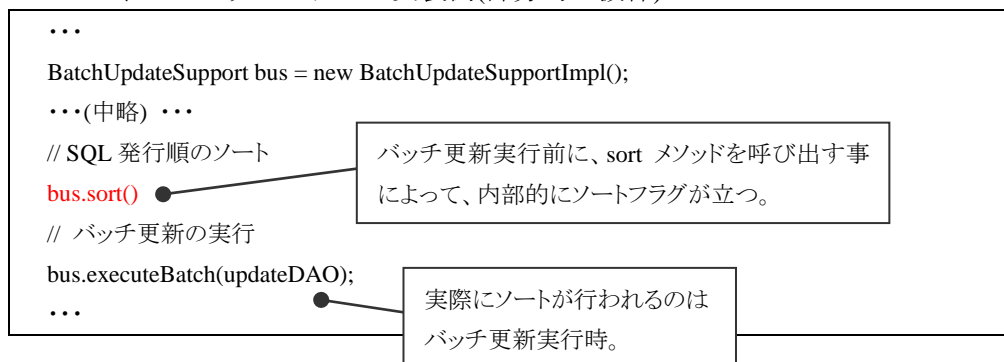 ・・・
BatchUpdateSupport bus = new BatchUpdateSupportImpl();
・・・(中略) ・・・
// SQL 発行順のソート
bus.sort()
バッチ更新実行前に、sort メソッドを呼び出す事
によって、内部的にソートフラグが立つ。
// バッチ更新の実行
bus.executeBatch(updateDAO);
・・・
実際にソートが行われるのは
バッチ更新実行時。